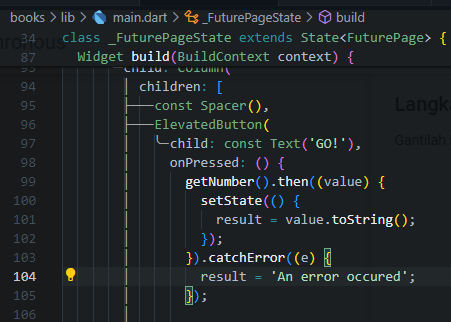 books > lib > main.dart > _FuturePageState > build
34 class _FuturePageState extends State<FuturePage> {
87 Widget build(BuildContext context) {
93 child: Column(
94 children: [
95 const Spacer(),
96 ElevatedButton(
97 child: const Text('GO!'),
98 onPressed: () {
99 getNumber().then((value) {
100 setState(() {
101 result = value.toString();
102 });
103 }).catchError((e) {
104 result = 'An error occured';
105 });
106